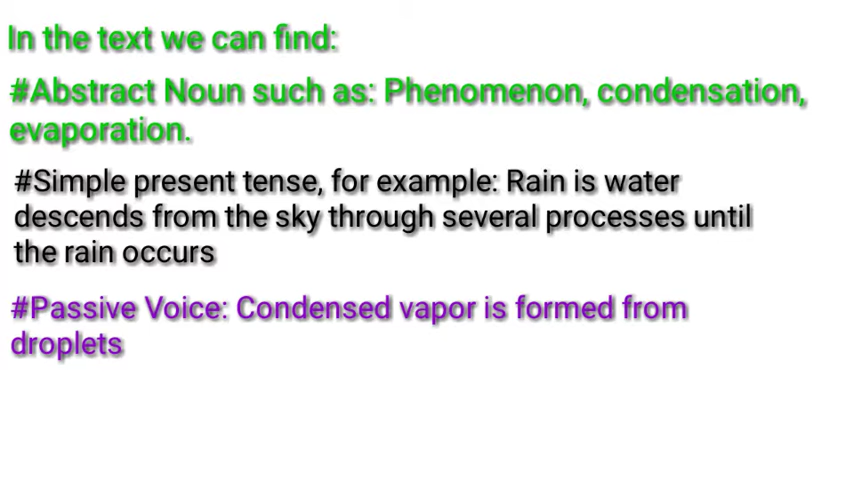 In the text we can find:
#Abstract Noun such as: Phenomenon, condensation,
evaporation.
#Simple present tense, for example: Rain is water
descends from the sky through several processes until
the rain occurs
#Passive Voice: Condensed vapor is formed from
droplets